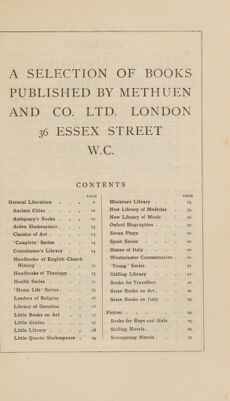 A SELECTION OF BOOKS
PUBLISHED BY METHUEN
AND CO. LTD. LONDON
36 ESSEX STREET
W.C.
CONTENTS
PAGE
General Literature . . . 2
Ancient Cities . . . 12
Antiquary's Books . . . 12
Arden Shakespeare . . . 13
Classics of Art . . . 13
'Complete' Series . . . 14
Connoisseur's Library . . . 14
Handbooks of English Church
History . . . 15
Handbooks of Theology . . . 15
Health Series . . . 15
'Home Life' Series . . . 15
Leaders of Religion . . . 16
Library of Devotion . . . 16
Little Books on Art . . . 17
Little Guides . . . 17
Little Library . . . 18
Little Quarto Shakespeare . . . 19
PAGE
Miniature Library . . . 19
New Library of Medicine . . . 19
New Library of Music . . . 20
Oxford Biographies . . . 20
Seven Plays . . . 20
Sport Series . . . 20
States of Italy . . . 20
Westminster Commentaries . . . 20
'Young' Series . . . 21
Shilling Library . . . 21
Books for Travellers . . . 22
Some Books on Art . . . 22
Some Books on Italy . . . 23
Fiction . . . 24
Books for Boys and Girls . . . 29
Shilling Novels . . . 29
Sevenpenny Novels . . . 31